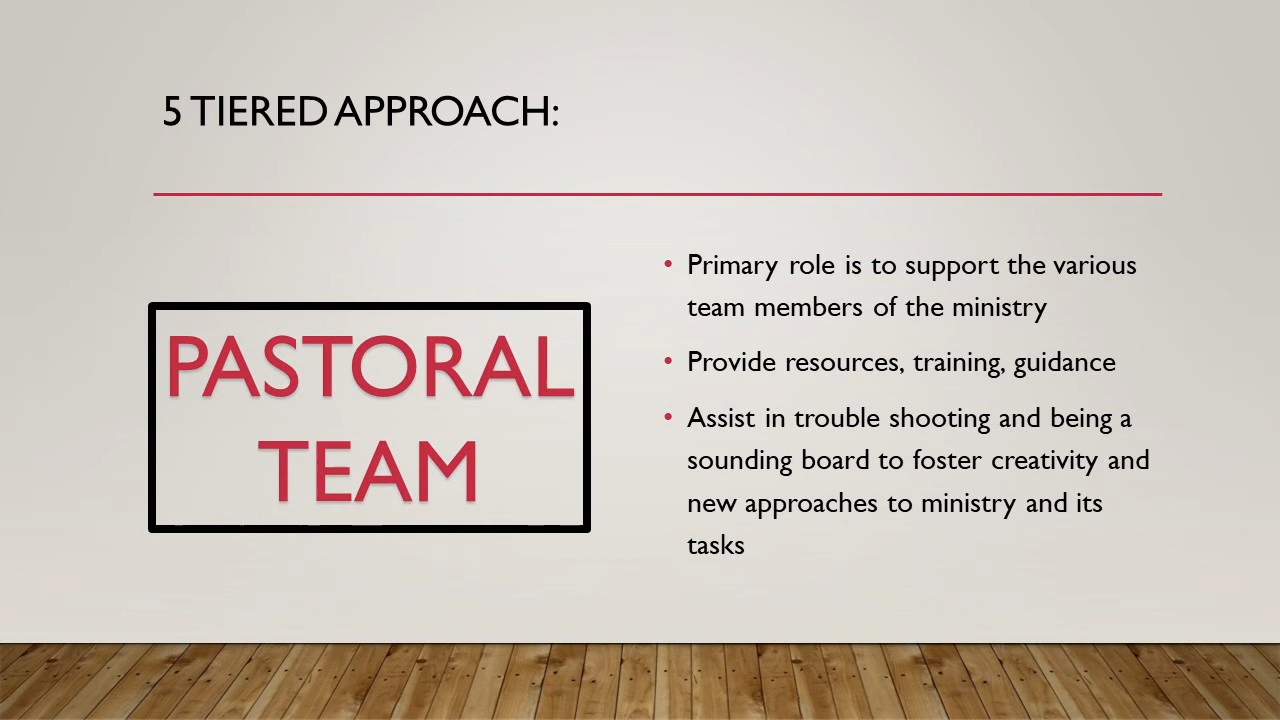 5 TIERED APPROACH:
PASTORAL
TEAM
• Primary role is to support the various
team members of the ministry
• Provide resources, training, guidance
• Assist in trouble shooting and being a
sounding board to foster creativity and
new approaches to ministry and its
tasks